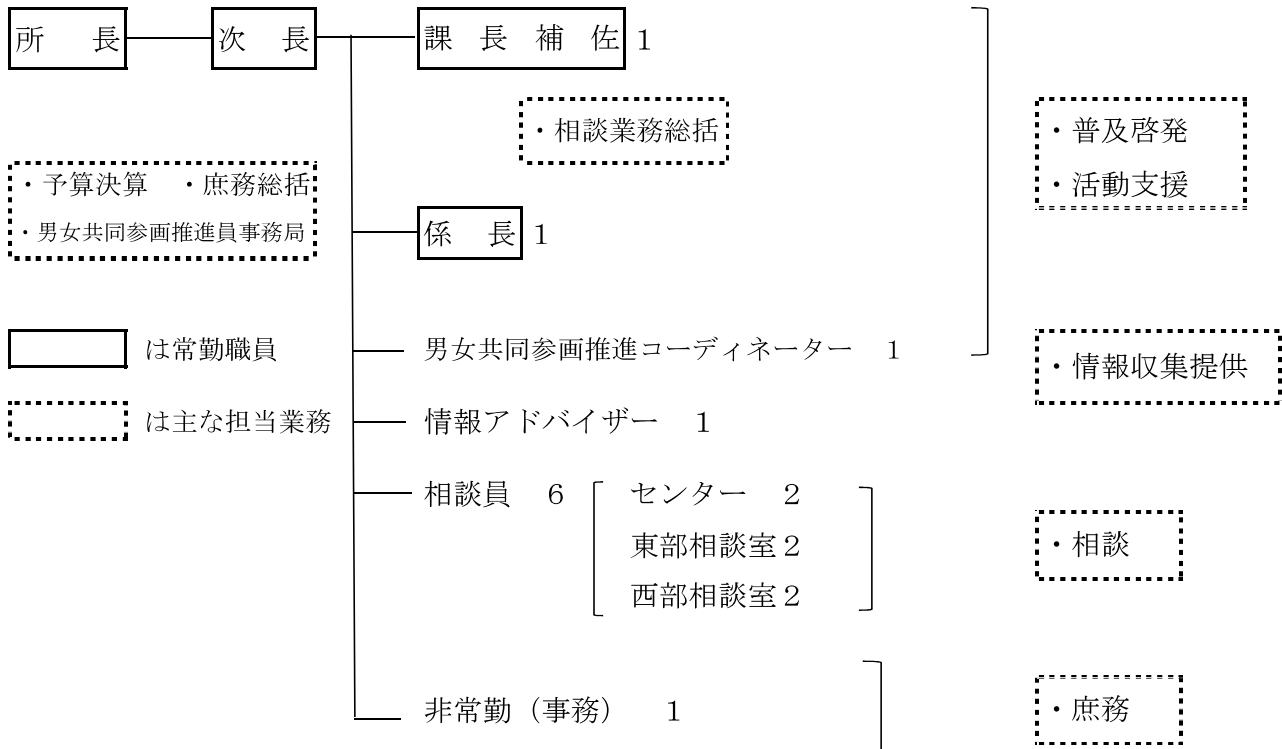 所　長　次　長　課 長 補 佐 1
・相談業務総括
・普及啓発
・活動支援
・予算決算　・庶務総括
・男女共同参画推進員事務局
係　長 1
は常勤職員
男女共同参画推進コーディネーター　1
・情報収集提供
は主な担当業務
情報アドバイザー　1
相談員　6　センター　2
東部相談室２
西部相談室２
・相談
非常勤（事務）　1
・庶務